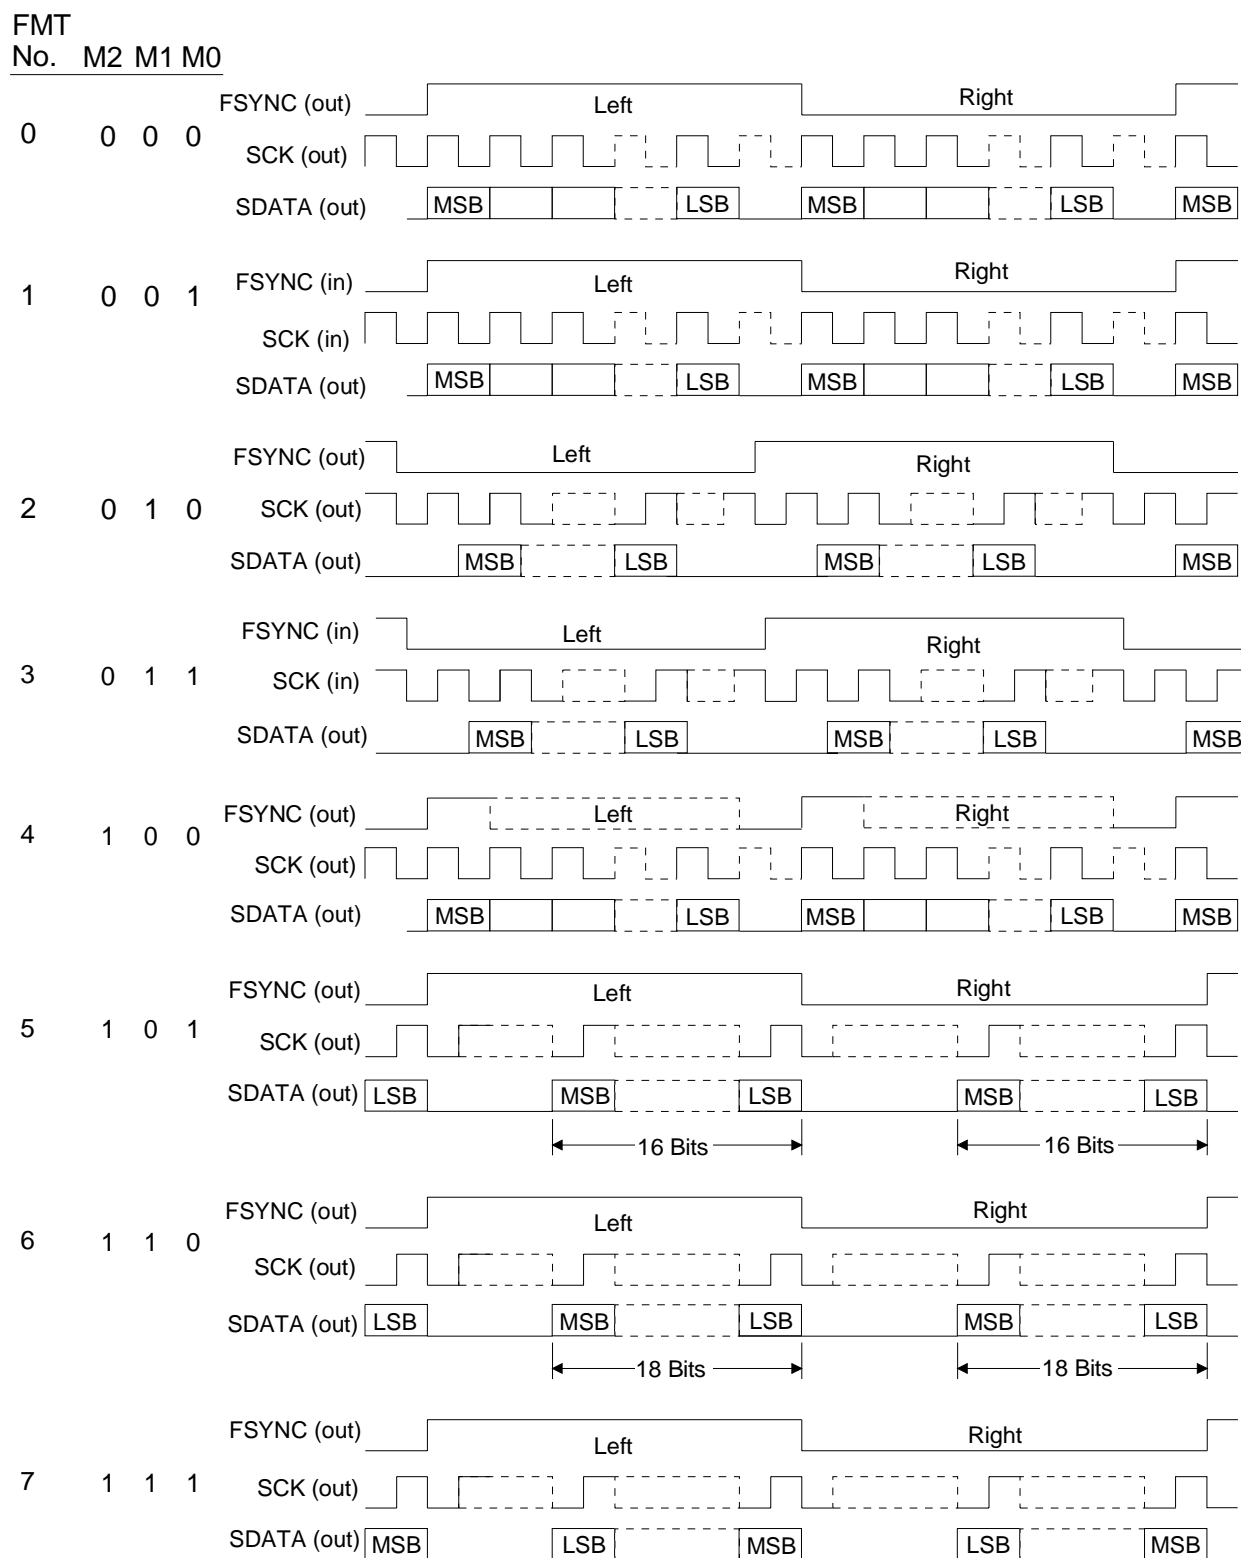 FMT
No. M2 M1 M0
FSYNC (out) Left Right
0 0 0 0
SCK (out)
SDATA (out) MSB LSB MSB LSB MSB
FSYNC (in) Left Right
1 0 0 1
SCK (in)
SDATA (out) MSB LSB MSB LSB MSB
FSYNC (out) Left Right
2 0 1 0 SCK (out)
SDATA (out) MSB LSB MSB LSB MSB
FSYNC (in) Left Right
3 0 1 1 SCK (in)
SDATA (out) MSB LSB MSB LSB MSB
FSYNC (out) Left Right
4 1 0 0
SCK (out)
SDATA (out) MSB LSB MSB LSB MSB
FSYNC (out) Left Right
5 1 0 1 SCK (out)
SDATA (out) LSB MSB LSB MSB LSB
16 Bits 16 Bits
FSYNC (out) Left Right
6 1 1 0
SCK (out)
SDATA (out) LSB MSB LSB MSB LSB
18 Bits 18 Bits
FSYNC (out) Left Right
7 1 1 1 SCK (out)
SDATA (out) MSB LSB MSB LSB MSB